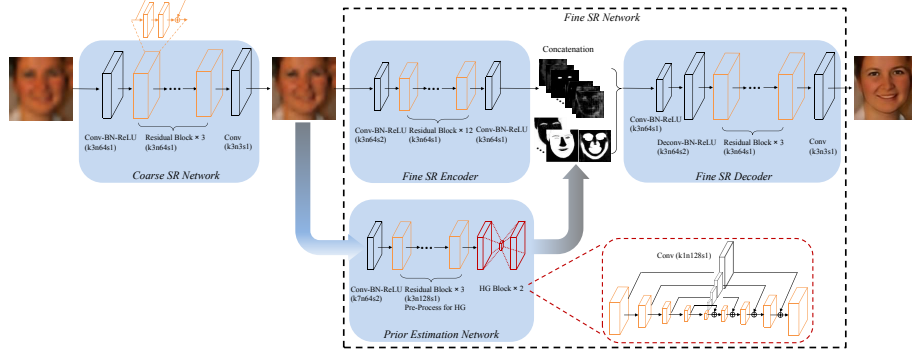 Fine SR Network
Concatenation
Conv-BN-ReLU
(k3n64s1)
Residual Block × 3
(k3n64s1)
Conv
(k3n3s1)
Coarse SR Network
Conv-BN-ReLU
(k3n64s2)
Residual Block × 12
(k3n64s1)
Conv-BN-ReLU
(k3n64s1)
Fine SR Encoder
Conv-BN-ReLU
(k3n64s1)
Deconv-BN-ReLU
(k3n64s2)
Residual Block × 3
(k3n64s1)
Conv
(k3n3s1)
Fine SR Decoder
Conv-BN-ReLU
(k7n64s2)
Residual Block × 3
(k3n128s1)
Pre-Process for HG
HG Block × 2
Prior Estimation Network
Conv (k1n128s1)